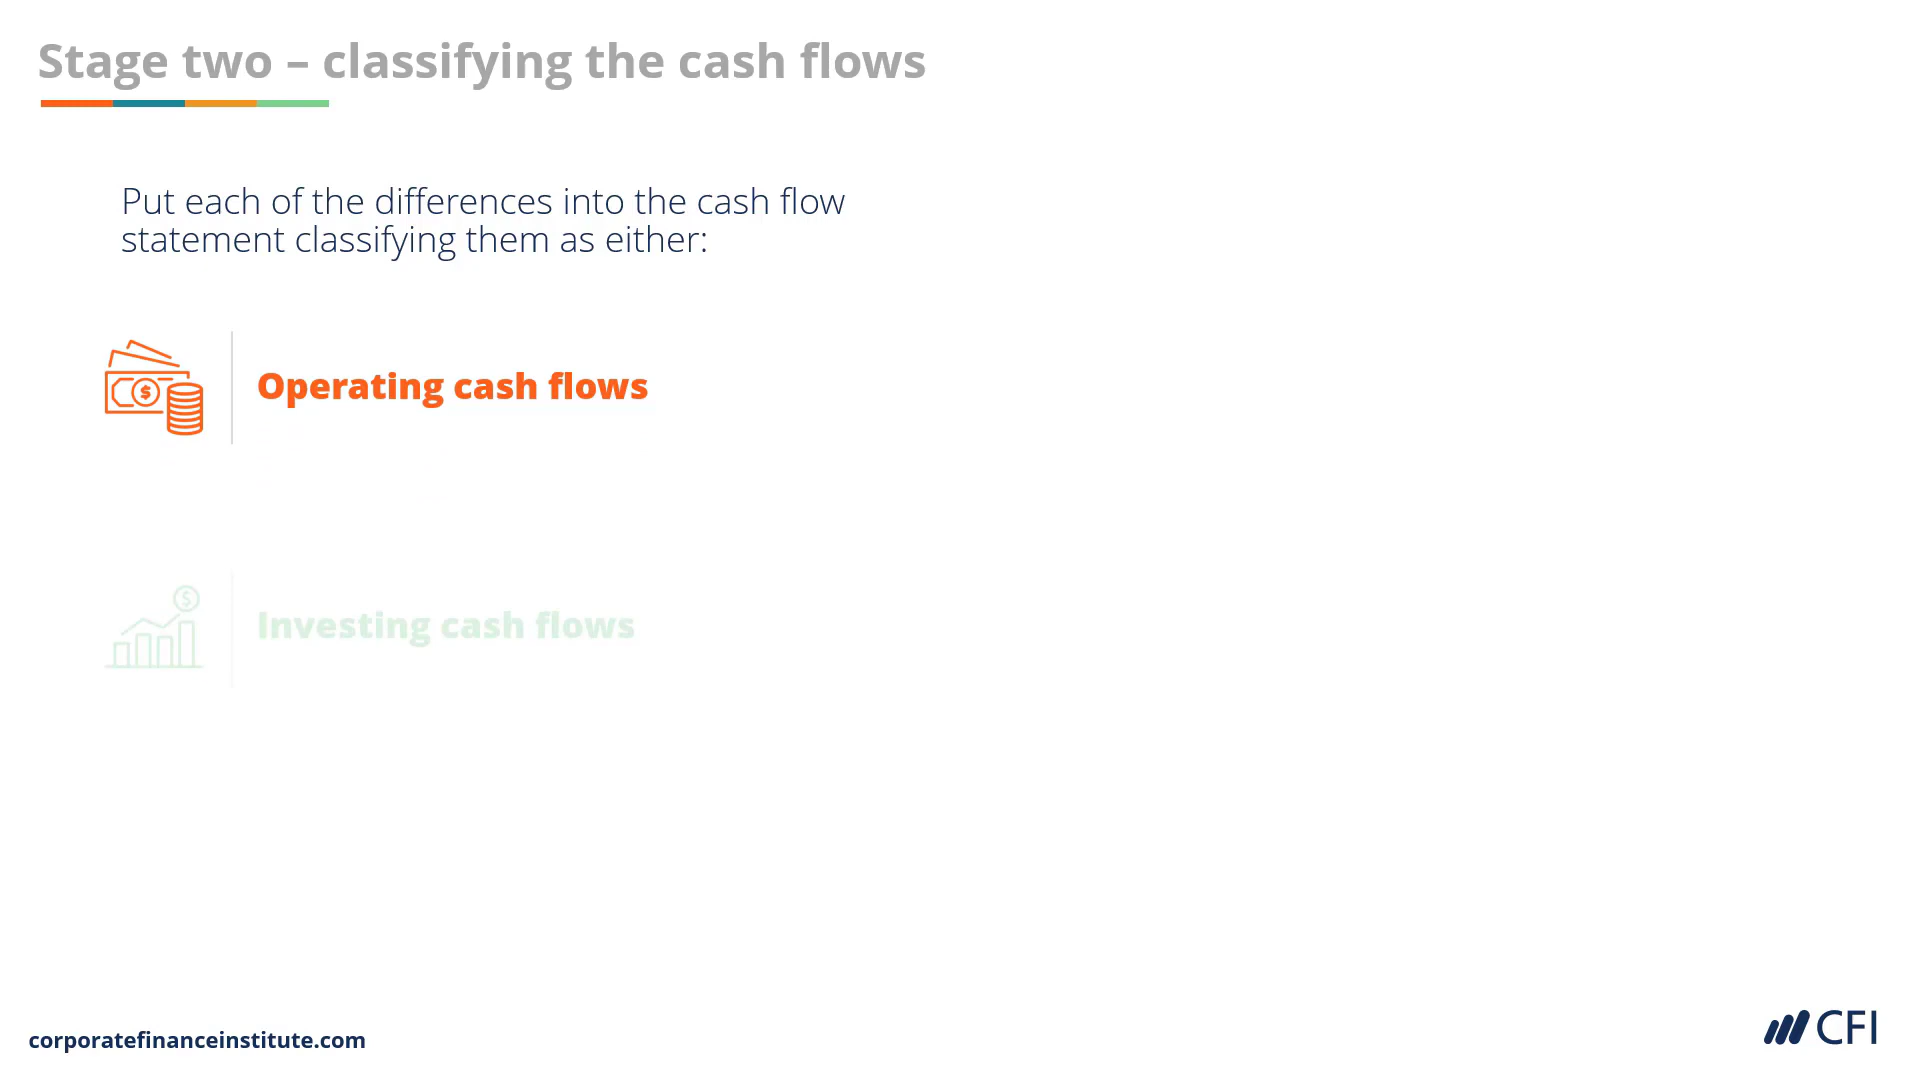 Stage two – classifying the cash flows
Put each of the differences into the cash flow
statement classifying them as either:
$
Operating cash flows
$
Investing cash flows
corporatefinanceinstitute.com
CFI